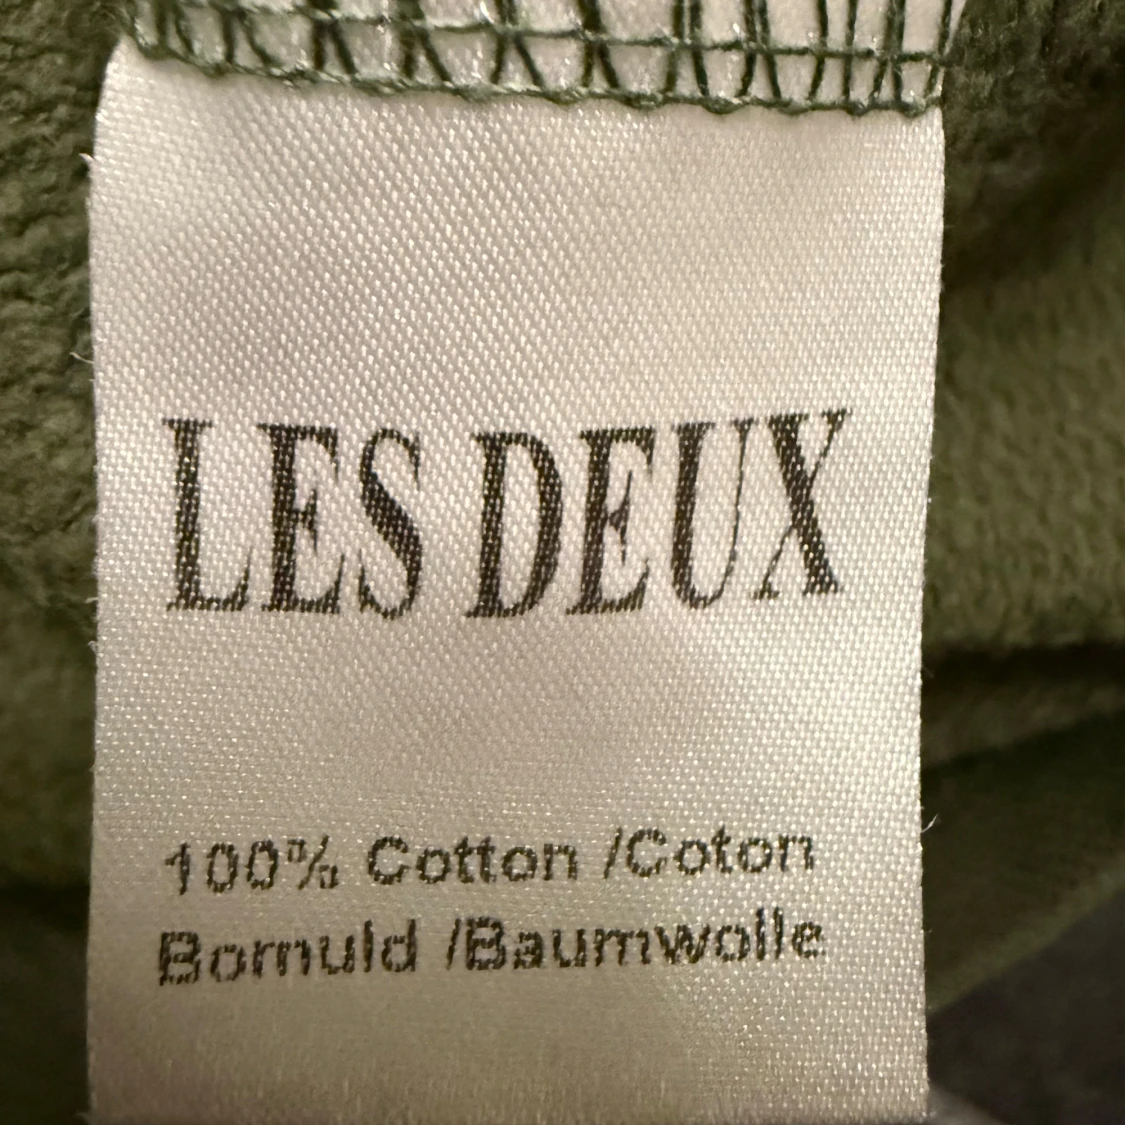 LES DEUX
100% Cotton /Coton
Bomuld /Baumwolle